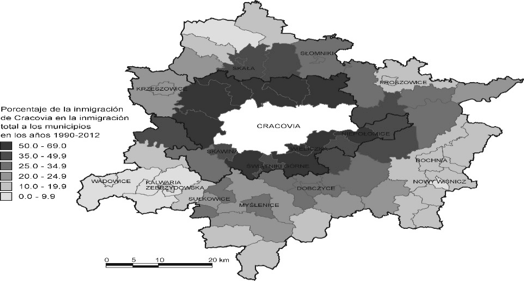 SŁOMNIKI
SKAŁA
PROSZOWICE
KRZESZOWICE
Porcentaje de la inmigración
de Cracovia en la inmigración
total a los municipios
en los años 1990-2012
CRACOVIA
50.0 - 69.0
35.0 - 49,9
25.0 - 34.9
20.0 - 24.9
10.0 - 19.9
0.0 - 9.9
BOCHNIA
WADOWICE
KALWARIA
ZEBRZYDOWSKA
NOWY WIŚNICZ
DOBCZYCE
SUŁKOWICE
MYŚLENICE
0 5 10 20 km